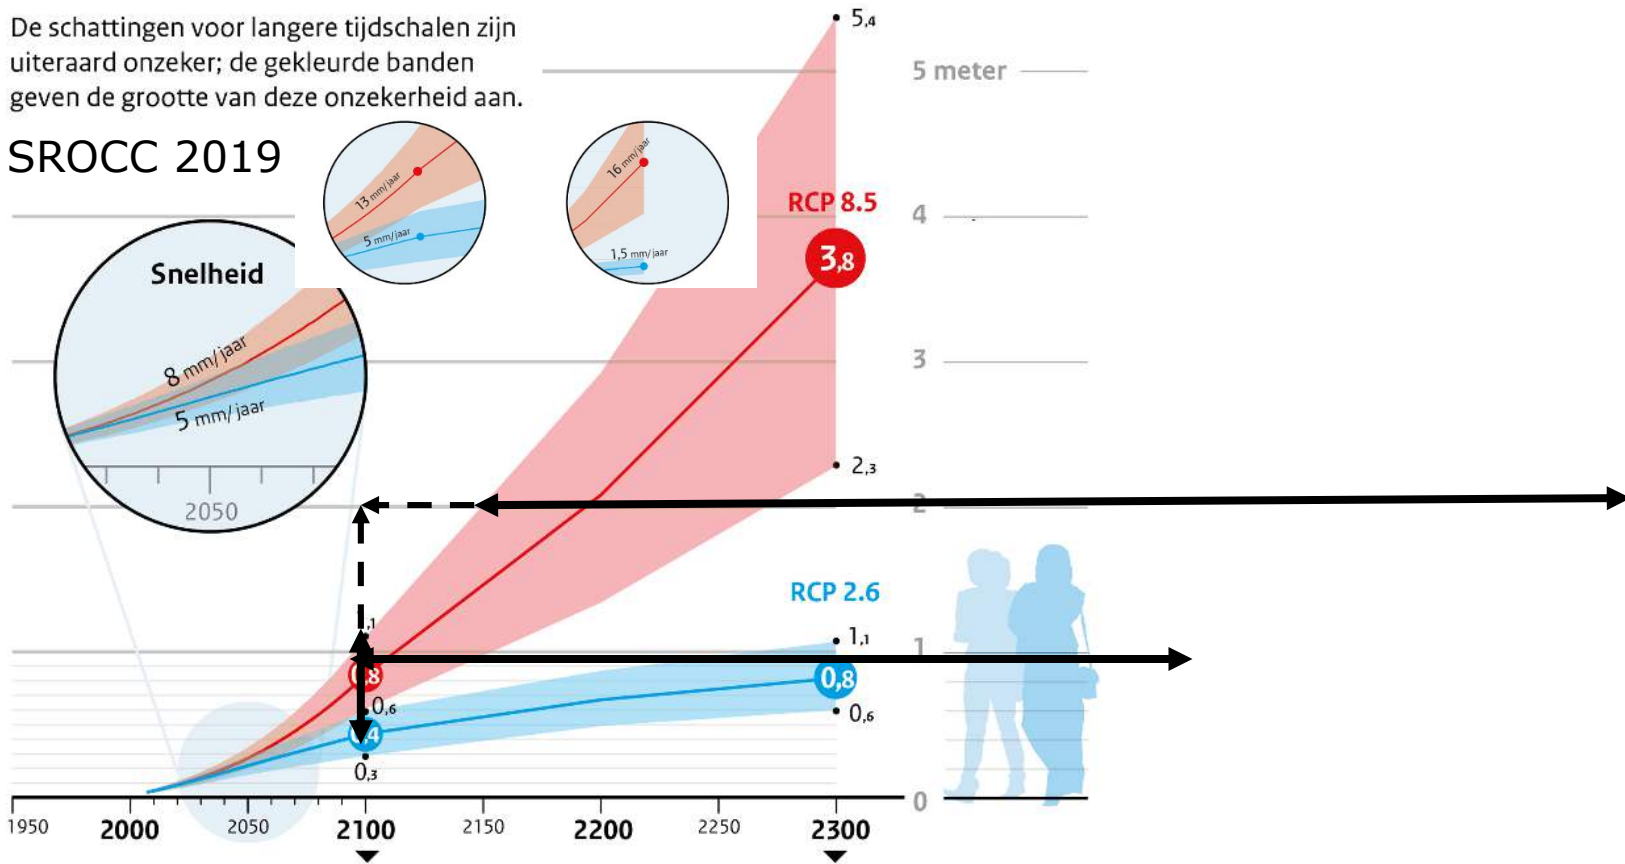 De schattingen voor langere tijdschalen zijn
uiteraard onzeker; de gekleurde banden
geven de grootte van deze onzekerheid aan.
SROCC 2019
Snelheid
8 mm/jaar
5 mm/jaar
2050
13 mm/jaar
5 mm/jaar
16 mm/jaar
1,5 mm/jaar
5,4
5 meter
RCP 8.5
4
3,8
3
2,3
2
RCP 2.6
1,1
1
0,8
0,6
0,8
0,6
0,4
0,3
0
1950
2000
2050
2100
2150
2200
2250
2300